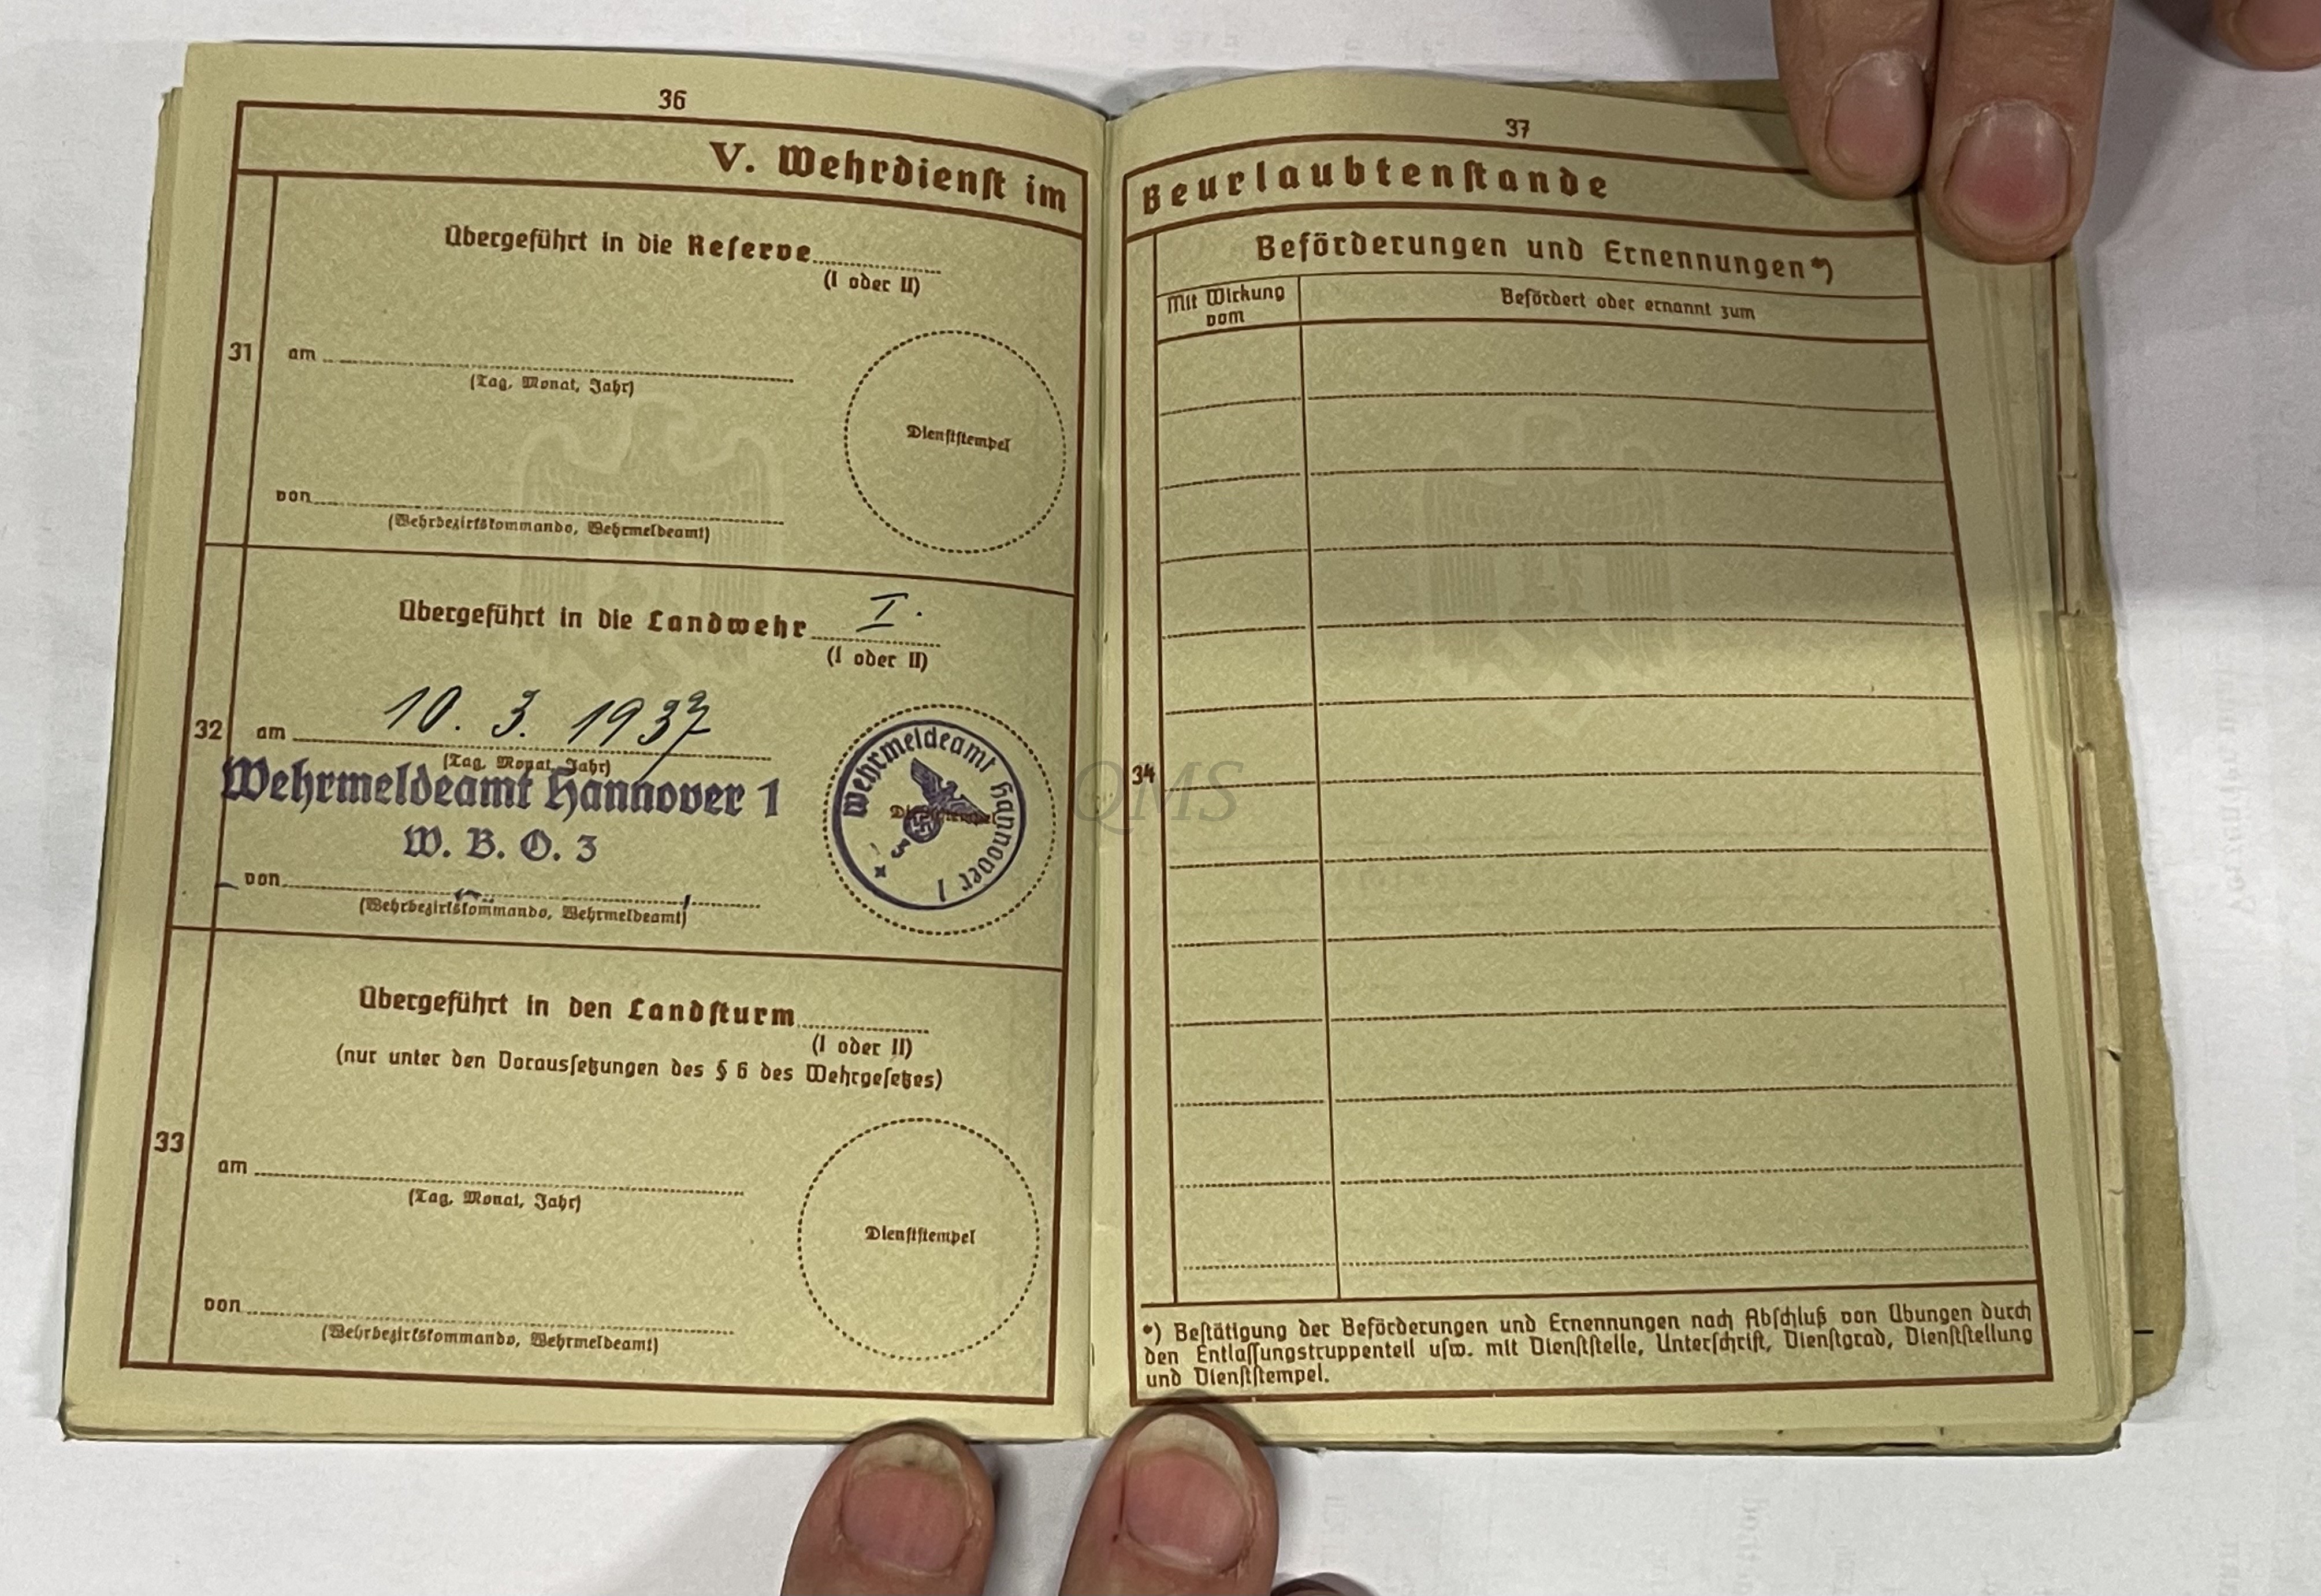 36
V. Wehrdienst im
Übergeführt in die Reserve
(I oder II)
31
am
(Tag, Monat, Jahr)
Dienststempel
von
(Wehrbezirkskommando, Wehrmeldeamt)
Übergeführt in die Landwehr I.
(I oder II)
32
am 10. 3. 1937
(Tag, Monat, Jahr)
Wehrmeldeamt Hannover 1
W. B. O. 3
von
(Wehrbezirkskommando, Wehrmeldeamt)
Wehrmeldeamt Hannover 1
Dienststempel
Übergeführt in den Landsturm
(I oder II)
(nur unter den Voraussetzungen des § 6 des Wehrgesetzes)
33
am
(Tag, Monat, Jahr)
Dienststempel
von
(Wehrbezirkskommando, Wehrmeldeamt)
37
Beurlaubtenstande
Beförderungen und Ernennungen*)
Mit Wirkung
vom
Befördert oder ernannt zum
34
QMS
*) Bestätigung der Beförderungen und Ernennungen nach Abschluß von Übungen durch
den Entlassungstruppenteil usw. mit Dienststelle, Unterschrift, Dienstgrad, Dienststellung
und Dienststempel.